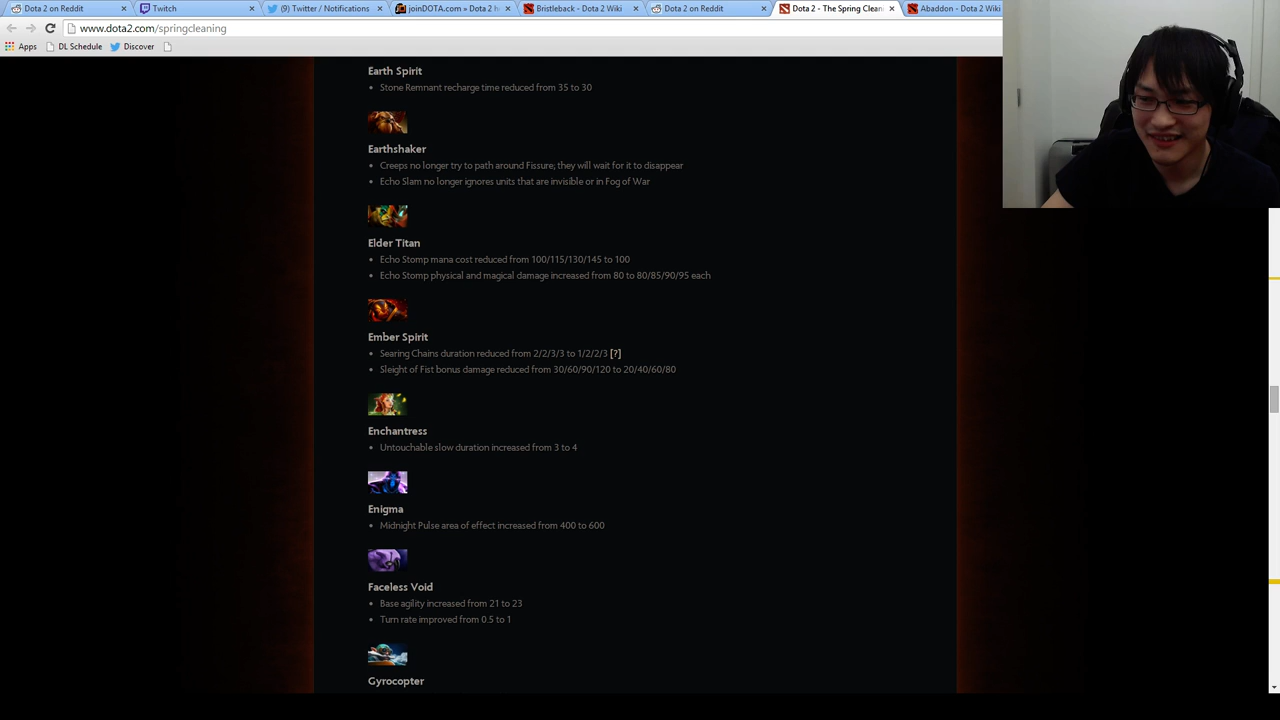 Dota 2 on Reddit
Twitch
(9) Twitter / Notifications
joinDOTA.com » Dota 2 h
Bristleback - Dota 2 Wiki
Dota 2 on Reddit
Dota 2 - The Spring Clean
Abaddon - Dota 2 Wiki
www.dota2.com/springcleaning
Apps
DL Schedule
Discover
Earth Spirit
Stone Remnant recharge time reduced from 35 to 30
Earthshaker
Creeps no longer try to path around Fissure; they will wait for it to disappear
Echo Slam no longer ignores units that are invisible or in Fog of War
Elder Titan
Echo Stomp mana cost reduced from 100/115/130/145 to 100
Echo Stomp physical and magical damage increased from 80 to 80/85/90/95 each
Ember Spirit
Searing Chains duration reduced from 2/2/3/3 to 1/2/2/3 [?]
Sleight of Fist bonus damage reduced from 30/60/90/120 to 20/40/60/80
Enchantress
Untouchable slow duration increased from 3 to 4
Enigma
Midnight Pulse area of effect increased from 400 to 600
Faceless Void
Base agility increased from 21 to 23
Turn rate improved from 0.5 to 1
Gyrocopter